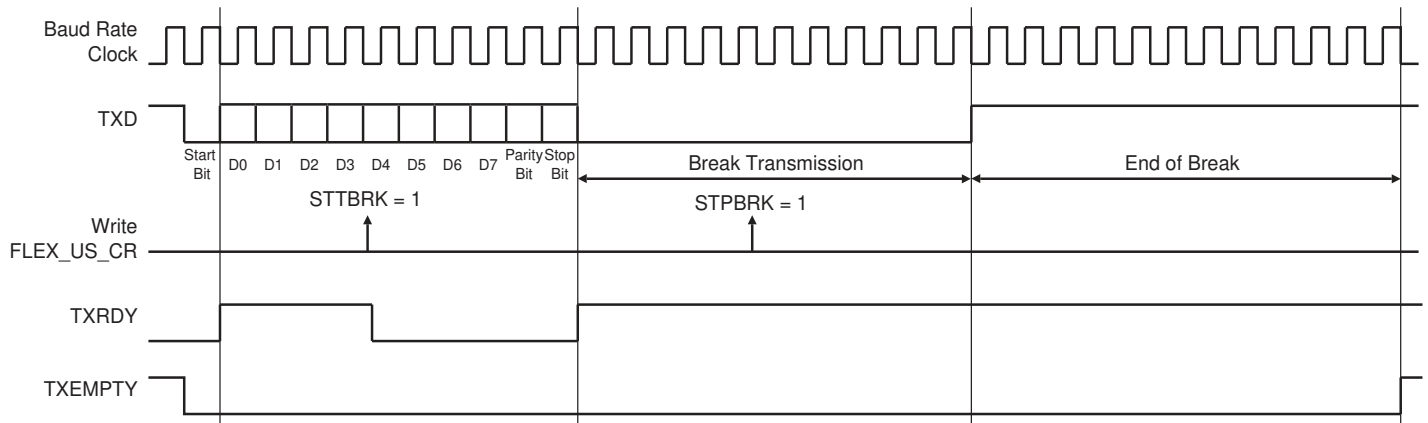 Baud Rate
Clock
TXD
Start
Bit
D0 D1 D2 D3 D4 D5 D6 D7
Parity
Bit
Stop
Bit
Break Transmission
End of Break
STTBRK = 1
STPBRK = 1
Write
FLEX_US_CR
TXRDY
TXEMPTY